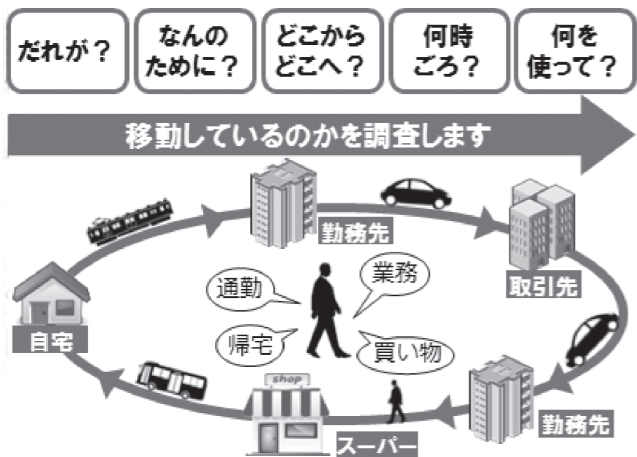 だれが？
なんの
ために？
どこから
どこへ？
何時
ごろ？
何を
使って？
移動しているのかを調査します
勤務先
取引先
通勤
業務
自宅
帰宅
買い物
shop
スーパー
勤務先